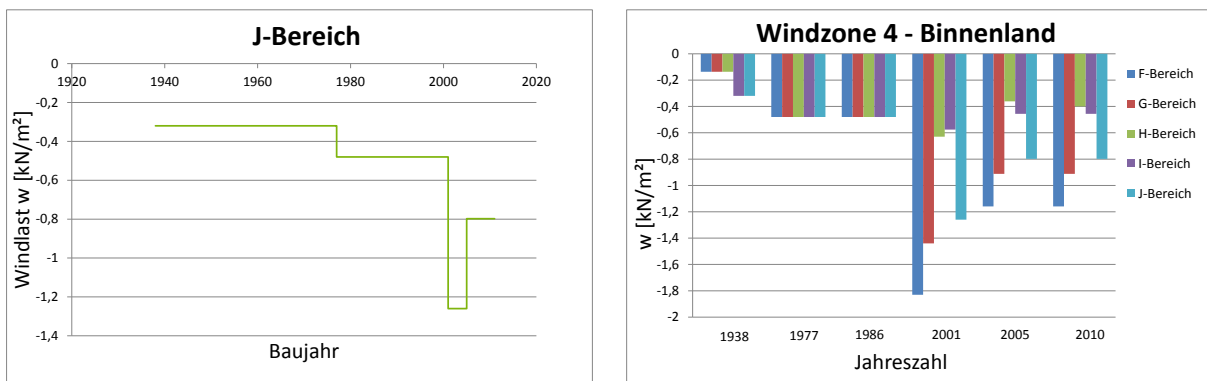 J-Bereich
0
1920 1940 1960 1980 2000 2020
-0,2
-0,4
-0,6
-0,8
-1
-1,2
-1,4
Windlast w [kN/m²]
Baujahr
Windzone 4 - Binnenland
0
-0,2
-0,4
-0,6
-0,8
-1
-1,2
-1,4
-1,6
-1,8
-2
w [kN/m²]
1938 1977 1986 2001 2005 2010
Jahreszahl
F-Bereich
G-Bereich
H-Bereich
I-Bereich
J-Bereich